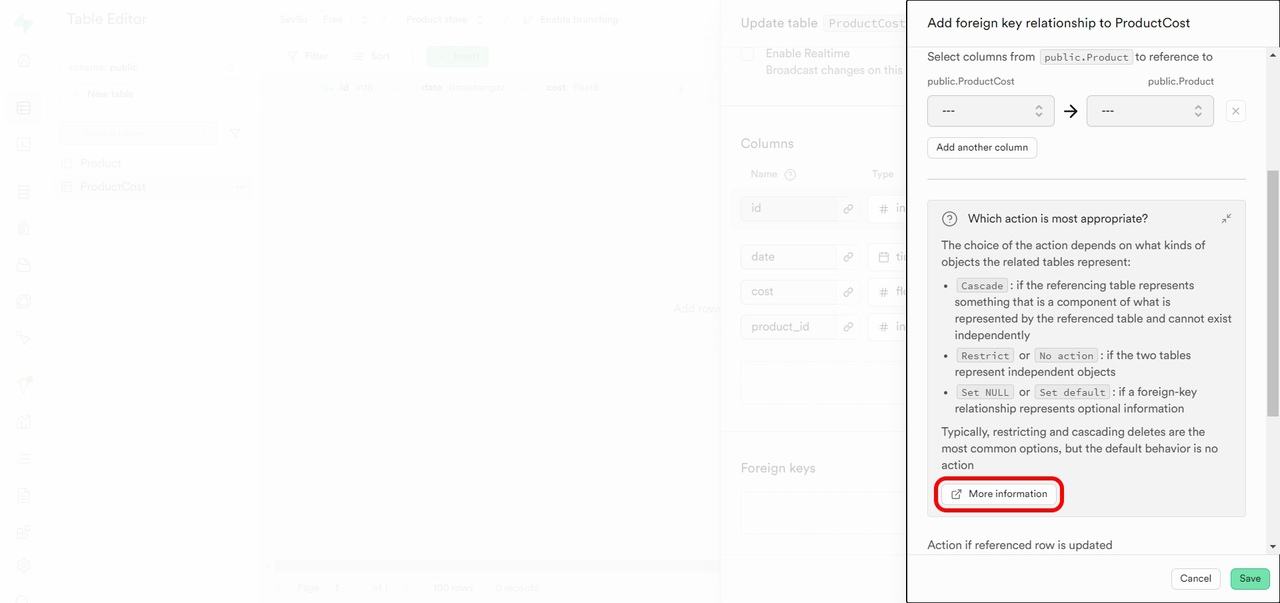 Table Editor
SevSu
Free
Product store
Enable branching
schema public
New table
Product
ProductCost
Filter
Sort
Insert
id int8
date timestamptz
cost float8
Add rows
Page 1 of 1
100 rows
0 records
Update table ProductCost
Enable Realtime
Broadcast changes on this
Columns
Name
Type
id
in
date
tin
cost
flo
product_id
in
Foreign keys
Add foreign key relationship to ProductCost
Select columns from public.Product to reference to
public.ProductCost
public.Product
---
---
Add another column
Which action is most appropriate?
The choice of the action depends on what kinds of
objects the related tables represent:
• Cascade : if the referencing table represents
something that is a component of what is
represented by the referenced table and cannot exist
independently
• Restrict or No action : if the two tables
represent independent objects
• Set NULL or Set default : if a foreign-key
relationship represents optional information
Typically, restricting and cascading deletes are the
most common options, but the default behavior is no
action
More information
Action if referenced row is updated
Cancel
Save